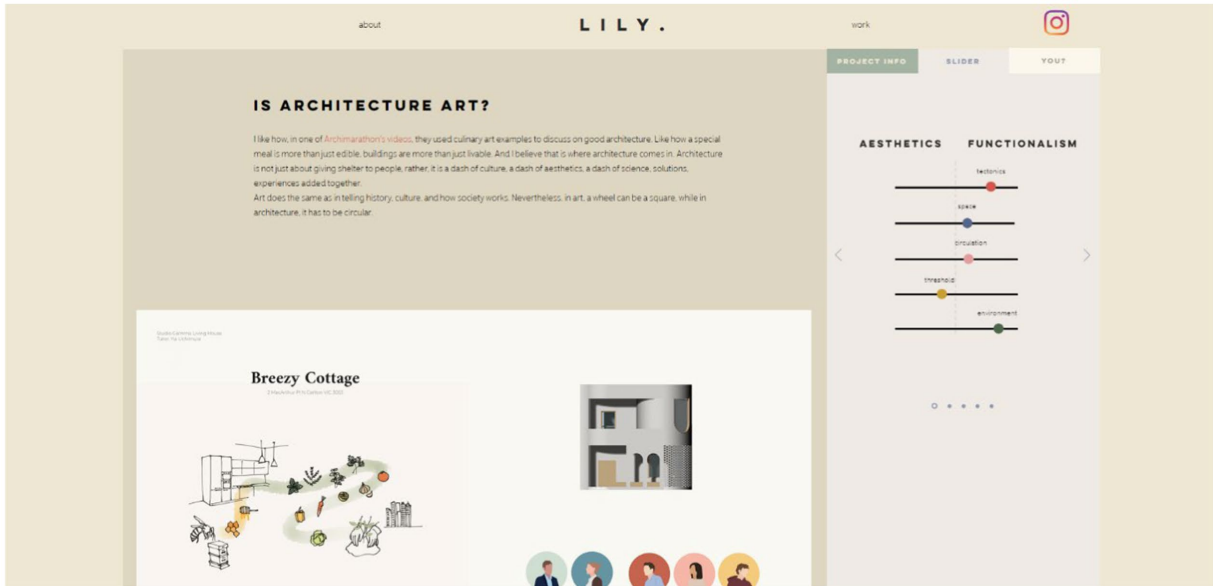 about
LILY.
work
PROJECT INFO
SLIDER
YOU?
IS ARCHITECTURE ART?
I like how, in one of Archimarathon's videos, they used culinary art examples to discuss on good architecture. Like how a special
meal is more than just edible, buildings are more than just livable. And I believe that is where architecture comes in. Architecture
is not just about giving shelter to people, rather, it is a dash of culture, a dash of aesthetics, a dash of science, solutions,
experiences added together.
Art does the same as in telling history, culture, and how society works. Nevertheless, in art, a wheel can be a square, while in
architecture, it has to be circular.
AESTHETICS
FUNCTIONALISM
tectonics
space
circulation
threshold
environment
Living House
Breezy Cottage